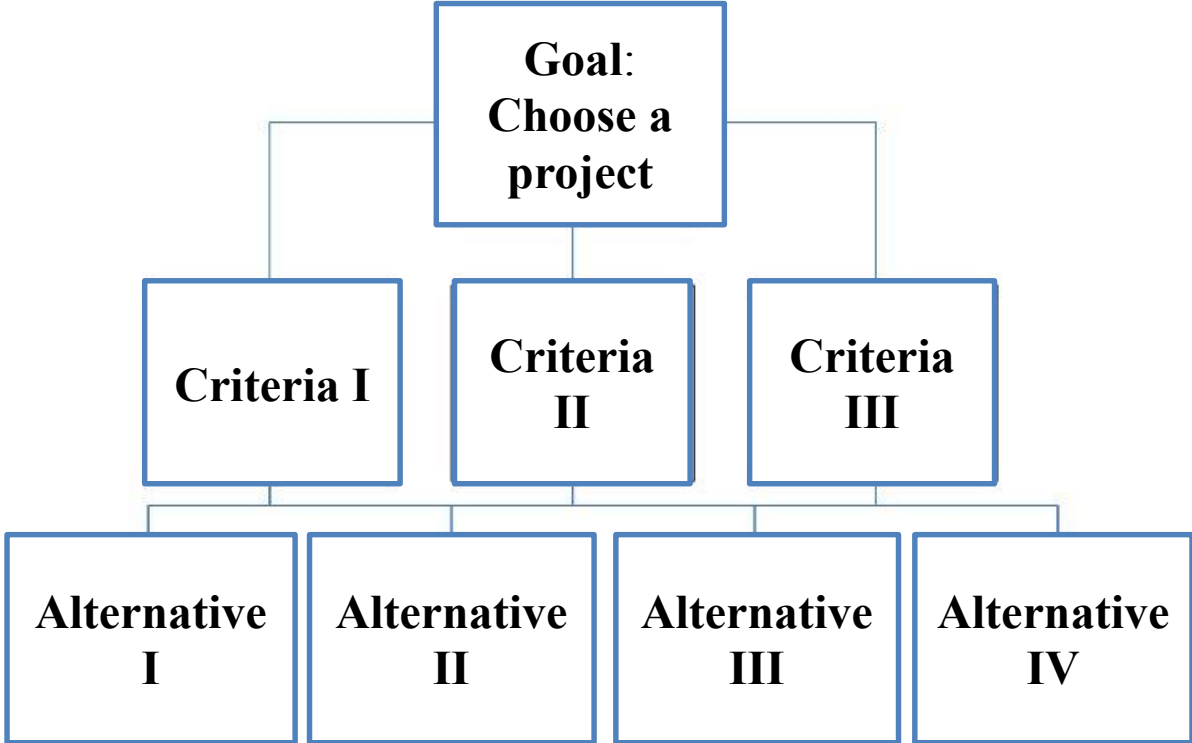 Goal:
Choose a
project
Criteria I
Criteria
II
Criteria
III
Alternative
I
Alternative
II
Alternative
III
Alternative
IV